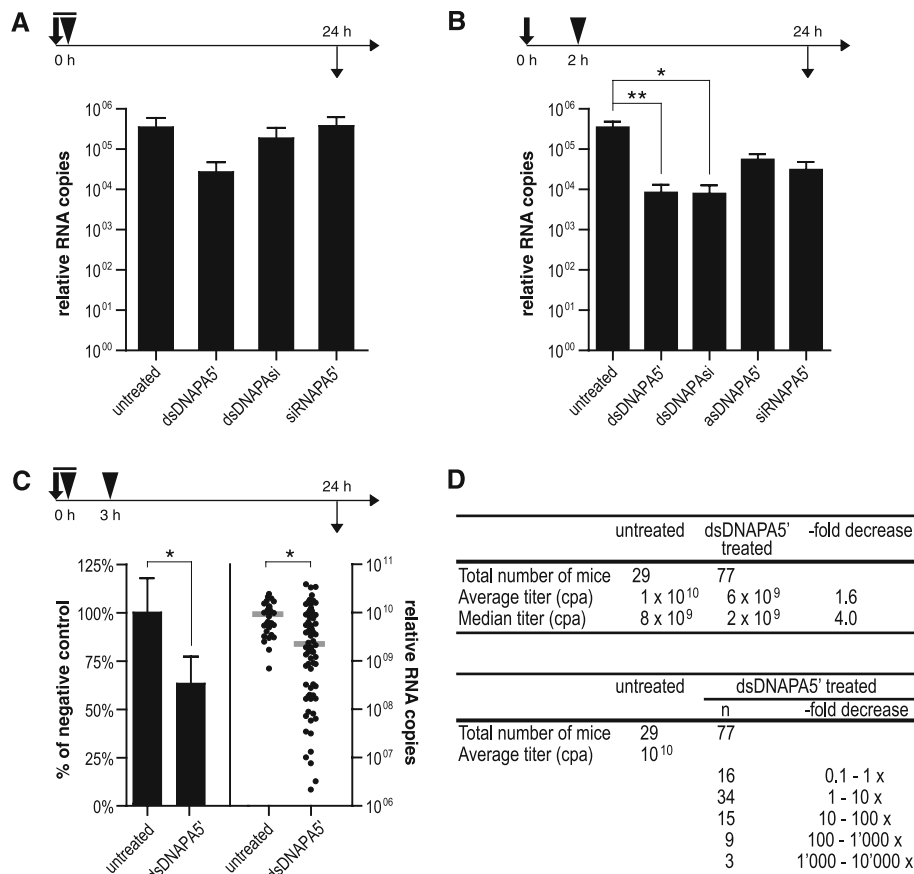 A
0 h
24 h
relative RNA copies
10^06
10^05
10^04
10^03
10^02
10^01
10^00
untreated
dsDNAPA5'
dsDNAPAsi
siRNAPA5'
B
0 h
2 h
24 h
*
**
relative RNA copies
10^06
10^05
10^04
10^03
10^02
10^01
10^00
untreated
dsDNAPA5'
dsDNAPAsi
asDNAPA5'
siRNAPA5'
C
0 h
3 h
24 h
* *
% of negative control
125%
100%
75%
50%
25%
0%
untreated
dsDNAPA5'
untreated
dsDNAPA5'
10^11
10^10
10^09
10^08
10^07
10^06
relative RNA copies
D
untreated dsDNAPA5' treated -fold decrease
Total number of mice 29 77
Average titer (cpa) 1 x 10^10 6 x 10^9 1.6
Median titer (cpa) 8 x 10^9 2 x 10^9 4.0
untreated dsDNAPA5' treated
n -fold decrease
Total number of mice 29 77
Average titer (cpa) 10^10
16 0.1 - 1 x
34 1 - 10 x
15 10 - 100 x
9 100 - 1'000 x
3 1'000 - 10'000 x